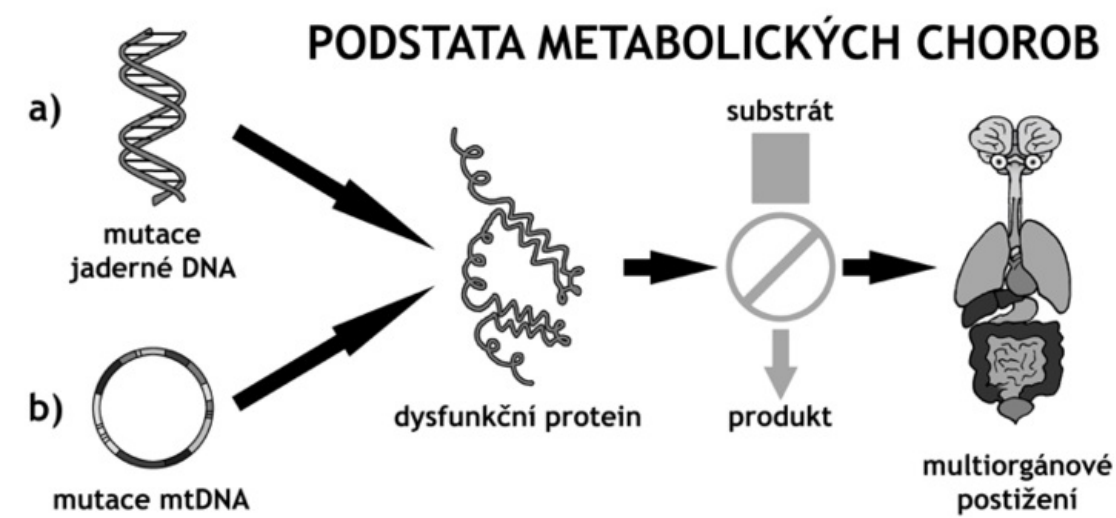 PODSTATA METABOLICKÝCH CHOROB
a)
mutace
jaderné DNA
b)
mutace mtDNA
dysfunkční protein
substrát
produkt
multiorgánové
postižení